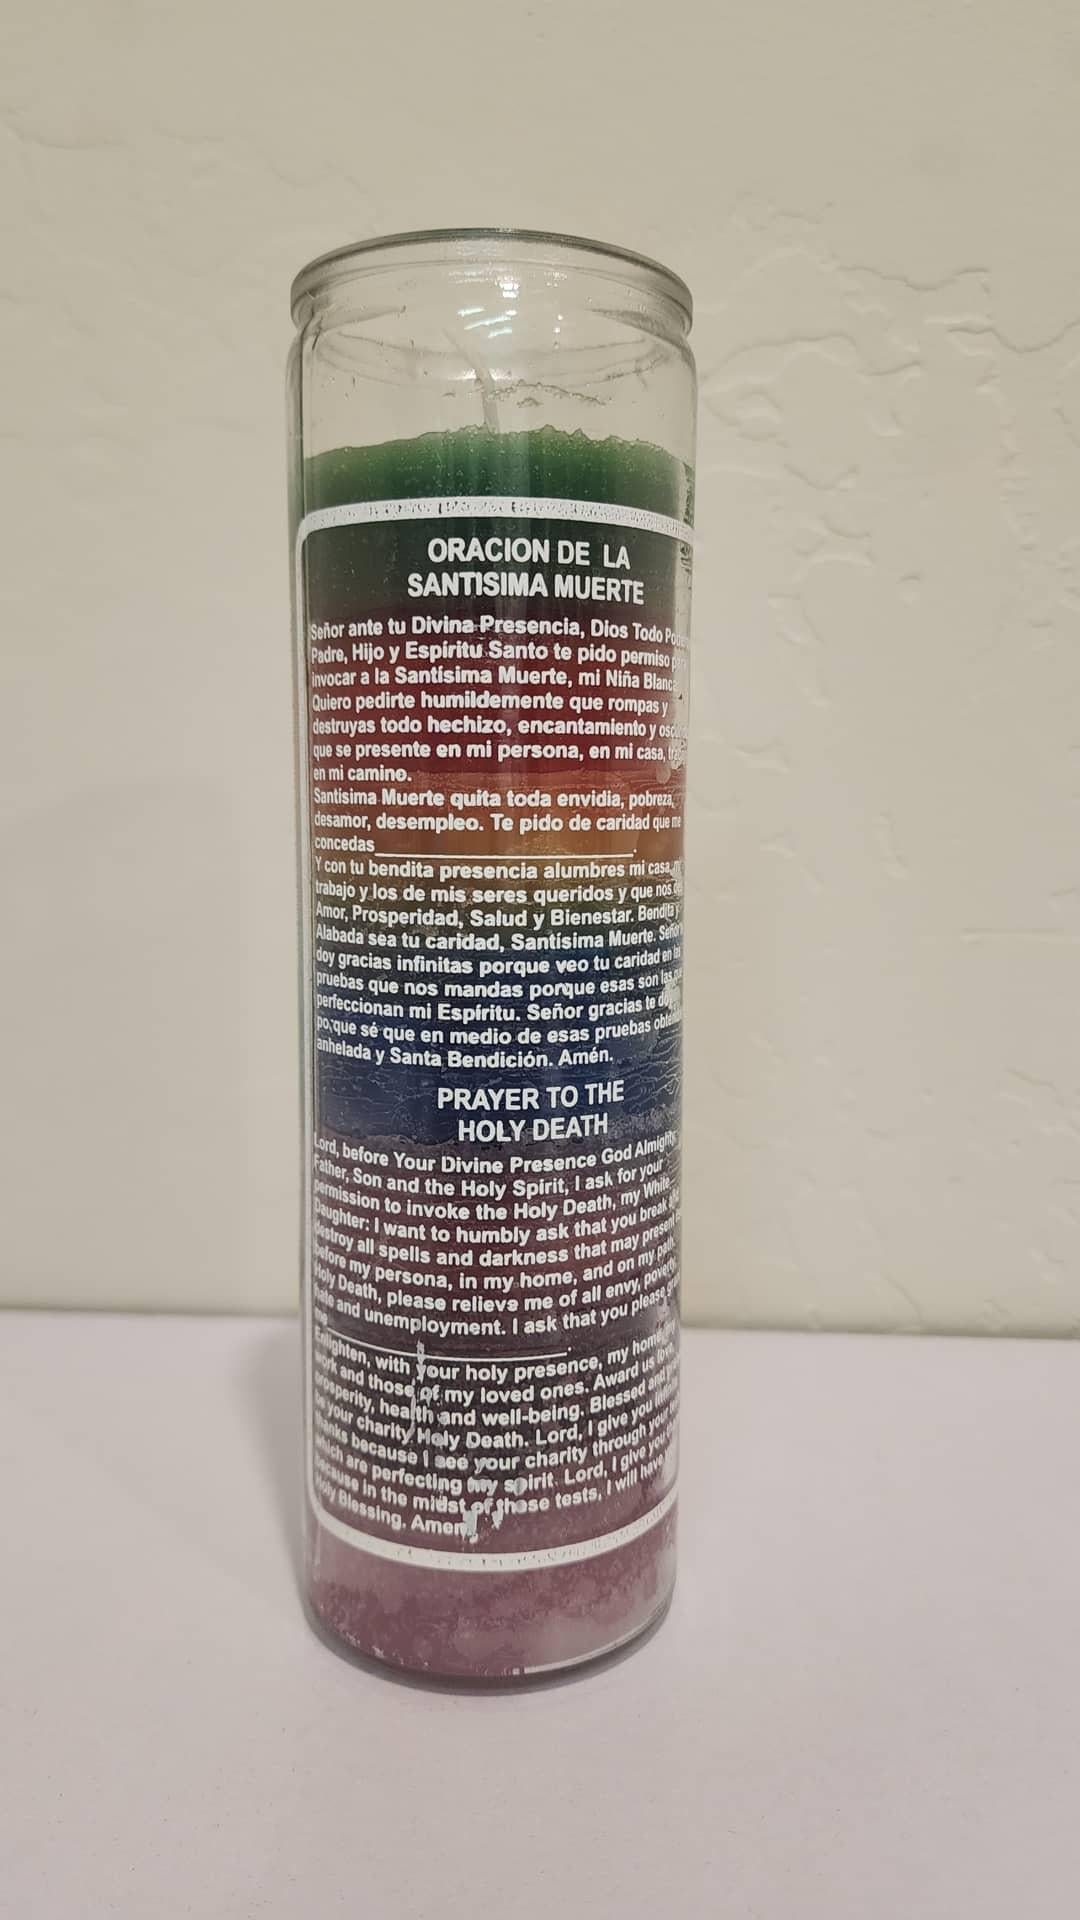 ORACION DE LA
SANTISIMA MUERTE
Señor ante tu Divina Presencia, Dios Todo
Padre, Hijo y Espíritu Santo te pido permiso
invocar a la Santísima Muerte, mi Niña Blanca
Quiero pedirte humildemente que rompas y
destruyas todo hechizo, encantamiento y
que se presente en mi persona, en mi casa,
en mi camino.
Santísima Muerte quita toda envidia, pobreza,
desamor, desempleo. Te pido de caridad que me
concedas____________________.
Y con tu bendita presencia alumbres mi casa,
trabajo y los de mis seres queridos y que nos
Amor, Prosperidad, Salud y Bienestar. Bendita y
Alabada sea tu caridad, Santísima Muerte. Señor
doy gracias infinitas porque veo tu caridad en las
pruebas que nos mandas porque esas son las que
perfeccionan mi Espíritu. Señor gracias te
porque sé que en medio de esas pruebas
anhelada y Santa Bendición. Amén.
PRAYER TO THE
HOLY DEATH
Lord, before Your Divine Presence God Almighty
Father, Son and the Holy Spirit, I ask for your
permission to invoke the Holy Death, my White
Daughter: I want to humbly ask that you break
destroy all spells and darkness that may present
before my persona, in my home, and on my path.
Holy Death, please relieve me of all envy, poverty,
hate and unemployment. I ask that you please
____________________.
Enlighten, with your holy presence, my home,
work and those of my loved ones. Award us love,
prosperity, health and well-being. Blessed and
be your charity Holy Death. Lord, I give you
thanks because I see your charity through your
which are perfecting my spirit. Lord, I give you
because in the midst of those tests, I will have
Holy Blessing. Amen.